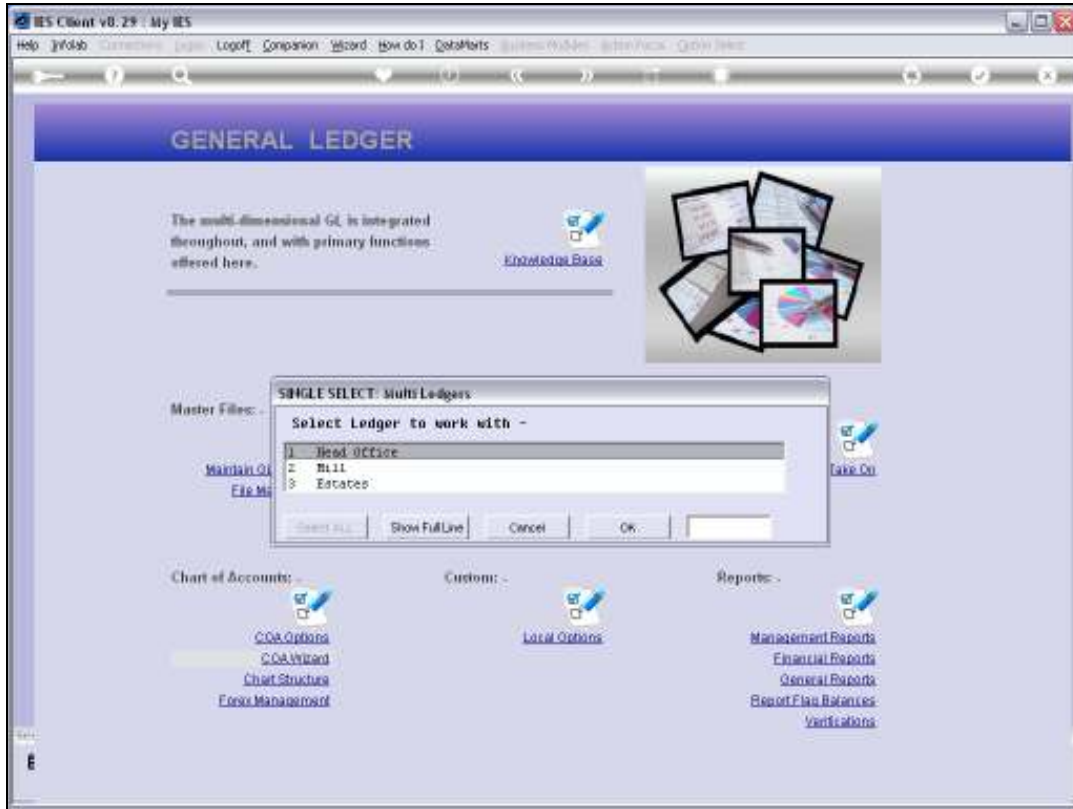 IES Client v8.29 : My IES
Help Infolab Logoff Companion Wizard How do I DataMarts
GENERAL LEDGER
The multi-dimensional GL is integrated
throughout, and with primary functions
offered here.
Knowledge Base
Master Files: -
SINGLE SELECT: Multi Ledgers
Select Ledger to work with -
1 Head Office
2 Mill
3 Estates
Maintain
Take On
File
Select ALL Show Full Line Cancel OK
Chart of Accounts: - Custom: - Reports: -
COA Options Local Options Management Reports
COA Wizard Financial Reports
Chart Structure General Reports
Forex Management Report Flag Balances
Verifications